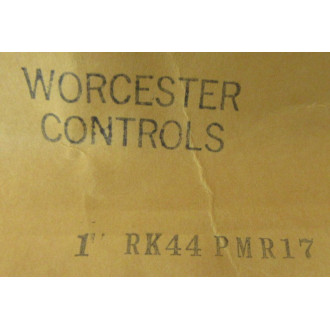 WORCESTER
CONTROLS
1" RK44 PMR17